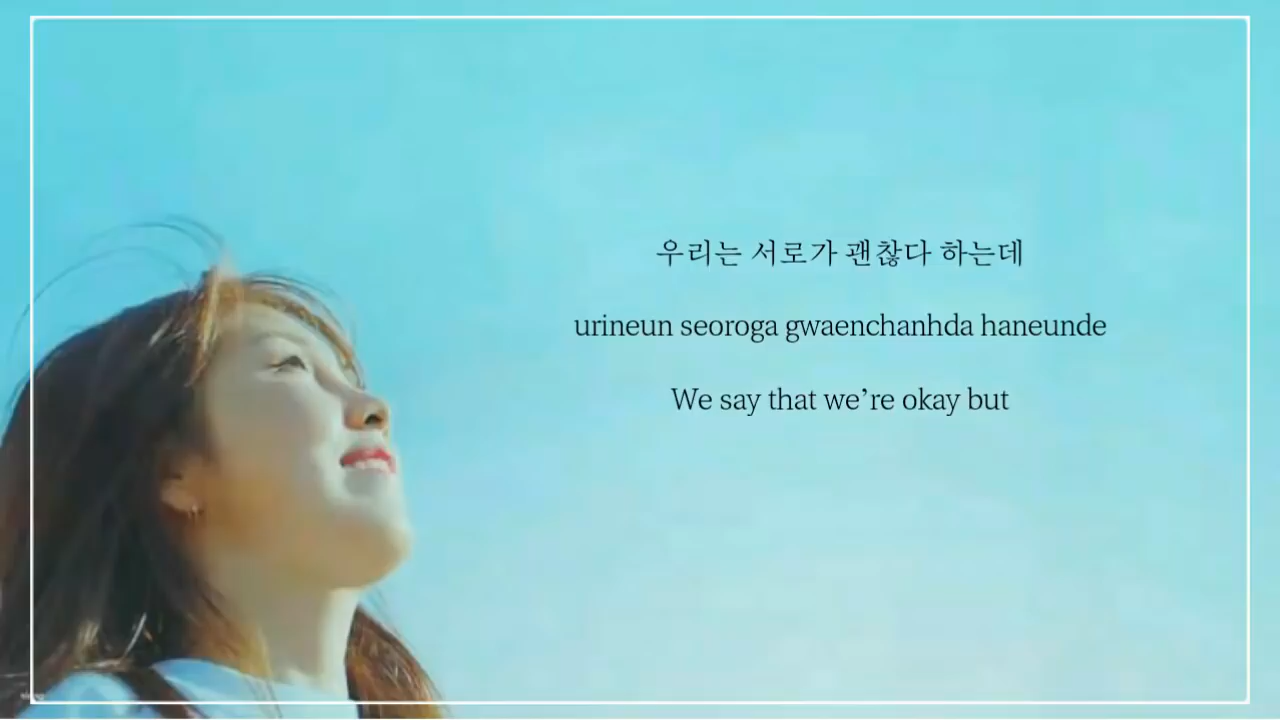 우리는 서로가 괜찮다 하는데
urineun seoroga gwaenchanhda haneunde
We say that we're okay but